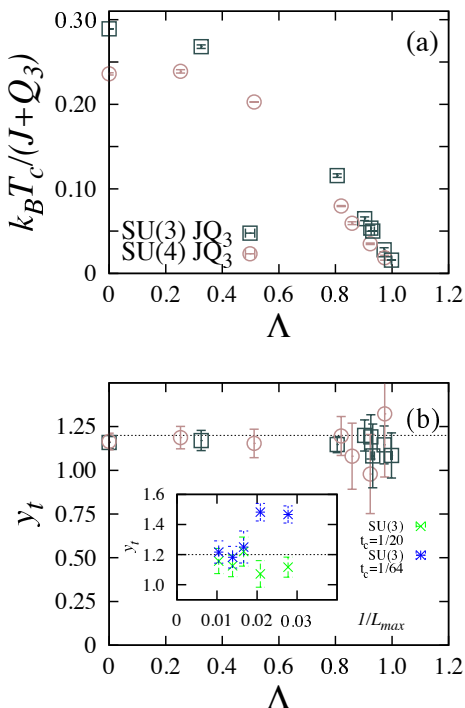 (a)
k_B T_c/(J+Q_3)
0.30
0.20
0.10
0
SU(3) JQ_3
SU(4) JQ_3
0 0.2 0.4 0.6 0.8 1.0 1.2
Λ
(b)
y_t
1.25
1.00
0.75
0.50
0.25
0
1.6
1.4
1.2
1.0
y_t
0 0.01 0.02 0.03
SU(3)
t_c=1/20
SU(3)
t_c=1/64
1/L_max
0 0.2 0.4 0.6 0.8 1.0 1.2
Λ